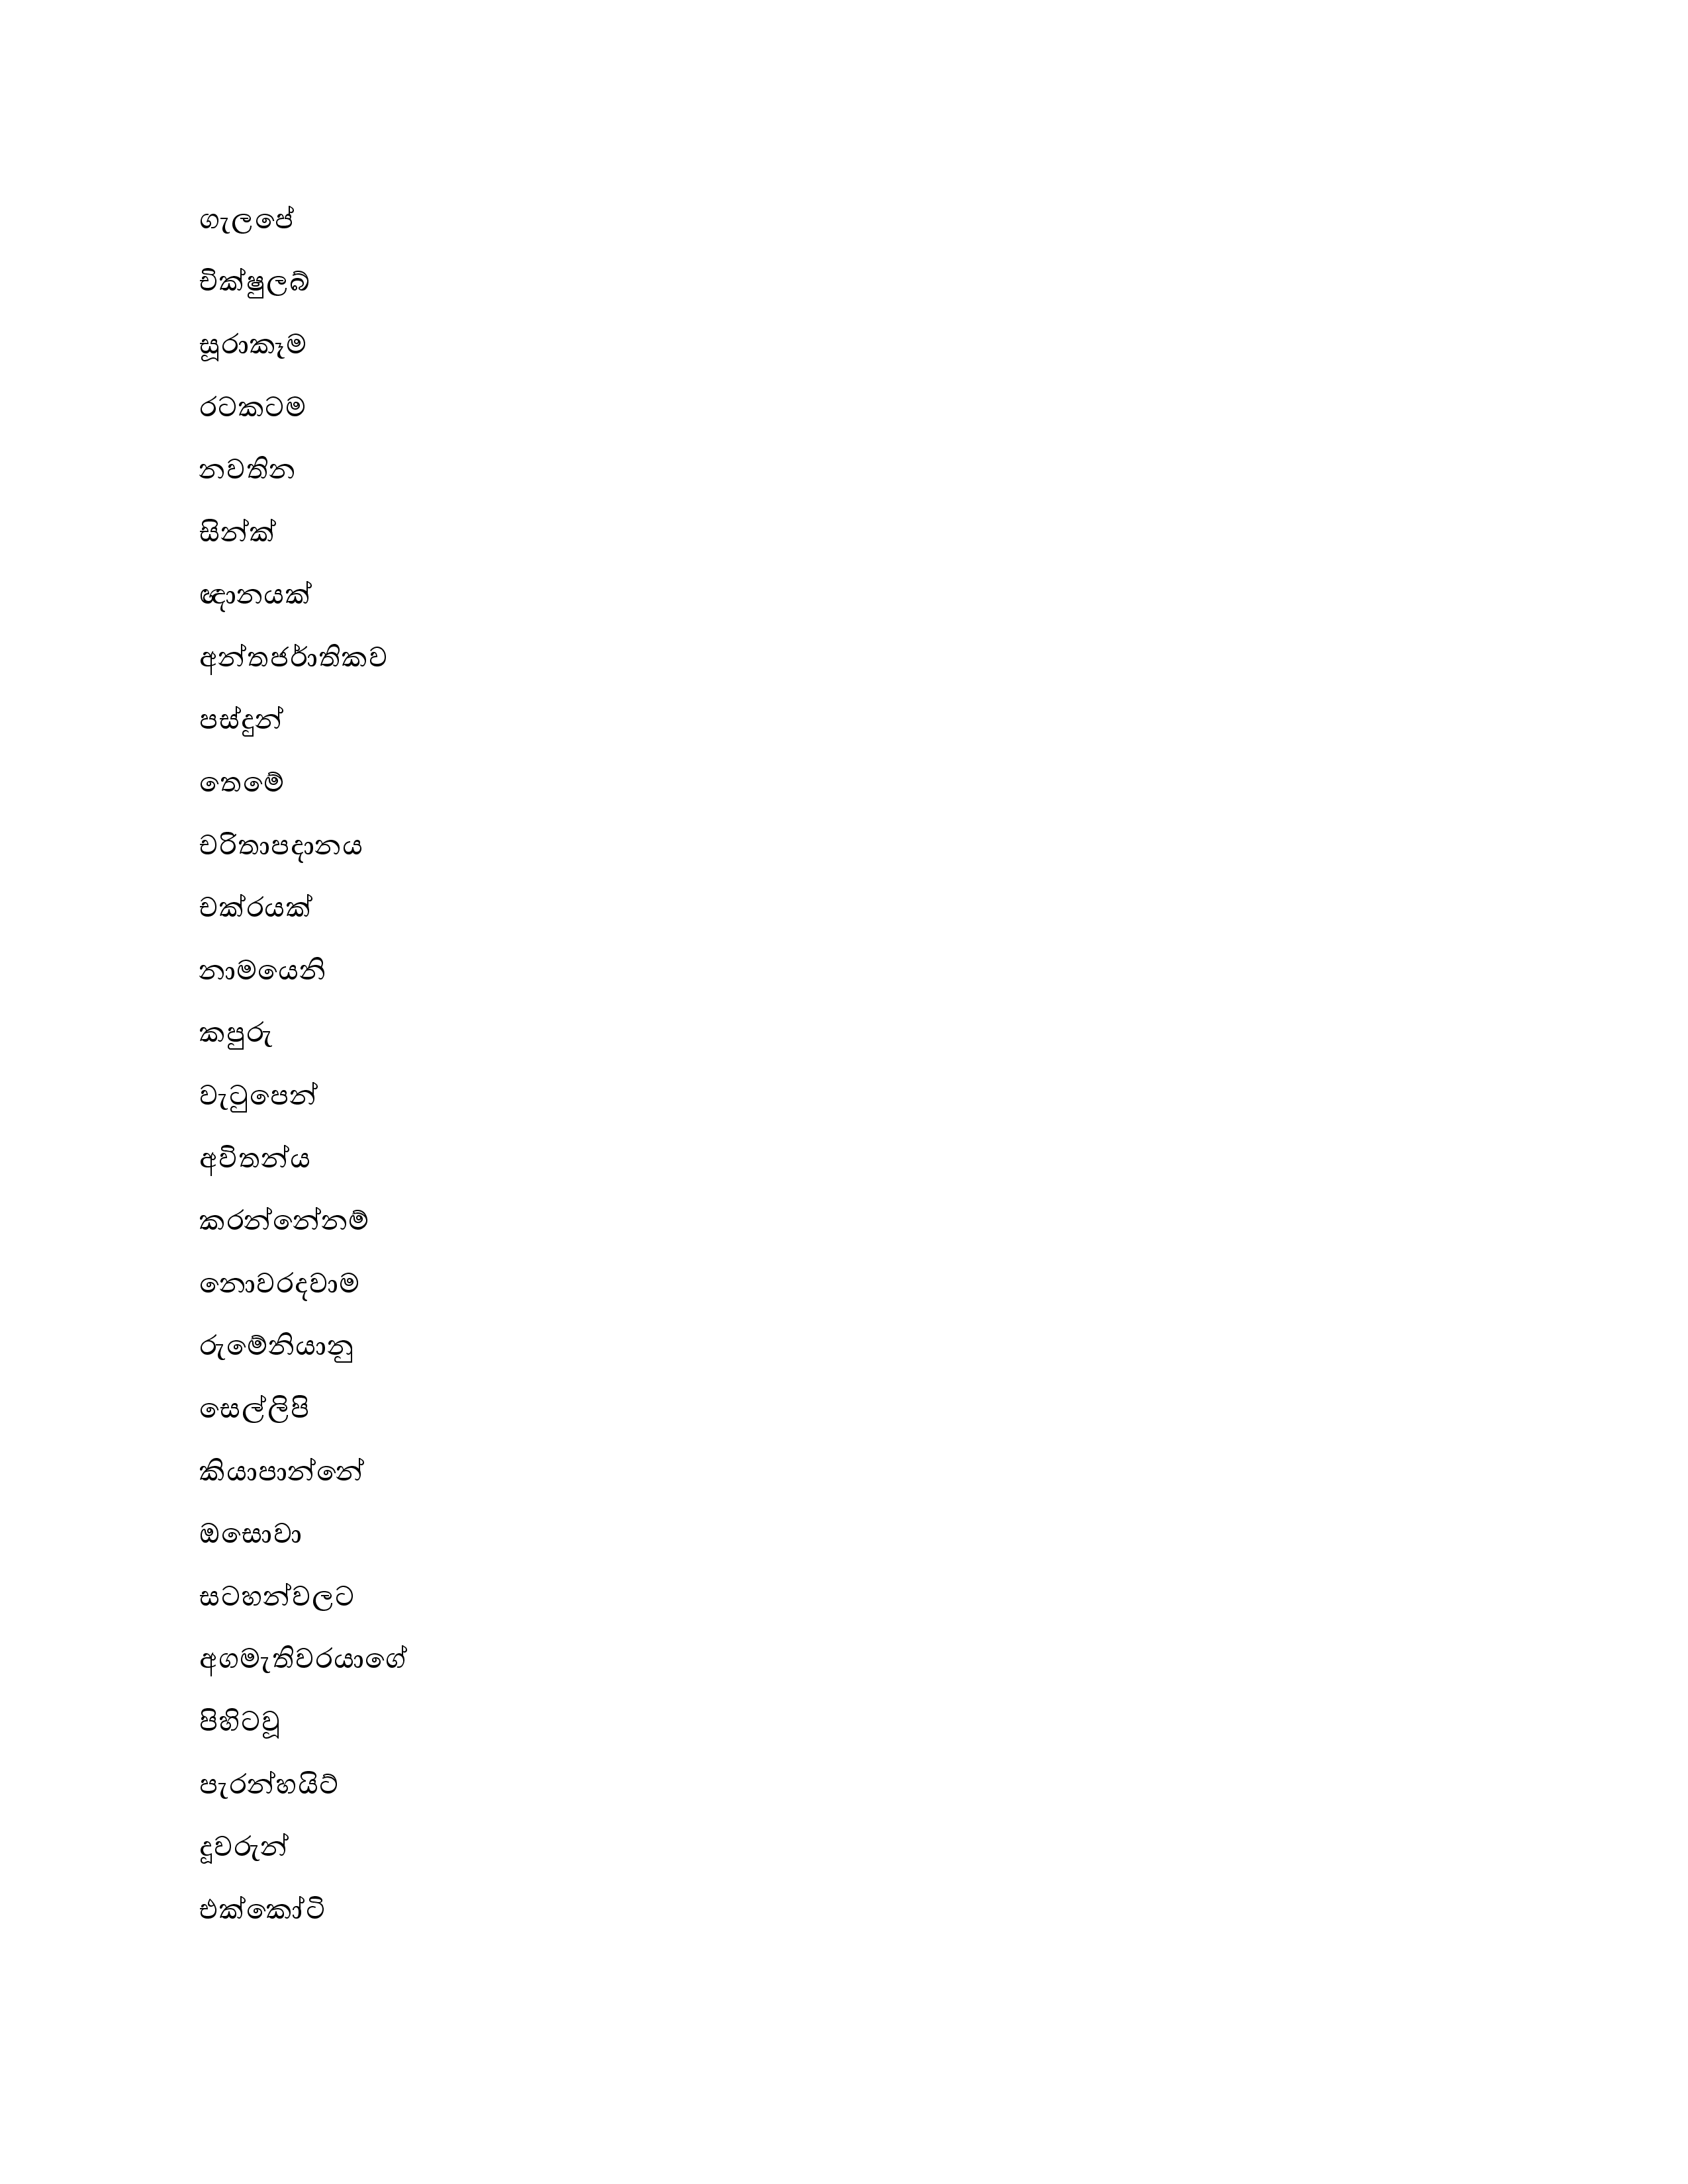 ගැලපේ
චික්ෂුලබ්
සූරාකෑම
රටකටම
නවතින
සින්ක්
ඥානයක්
අන්තර්ජාතිකව
පස්දුන්
තෙමේ
චරිතාපදානය
චක්රයක්
නාමයෙනි
කපුරු
වැටුපෙන්
අවිතන්ය
කරන්නේනම්
නොවරදවාම
රුමේනියානු
සෙල්ලිපි
කියාපාන්නේ
ඔසොවා
සටහන්වලට
අගමැතිවරයාගේ
පිහිටවූ
පැරන්හයිට්
දූවරුන්
එක්කෝටි